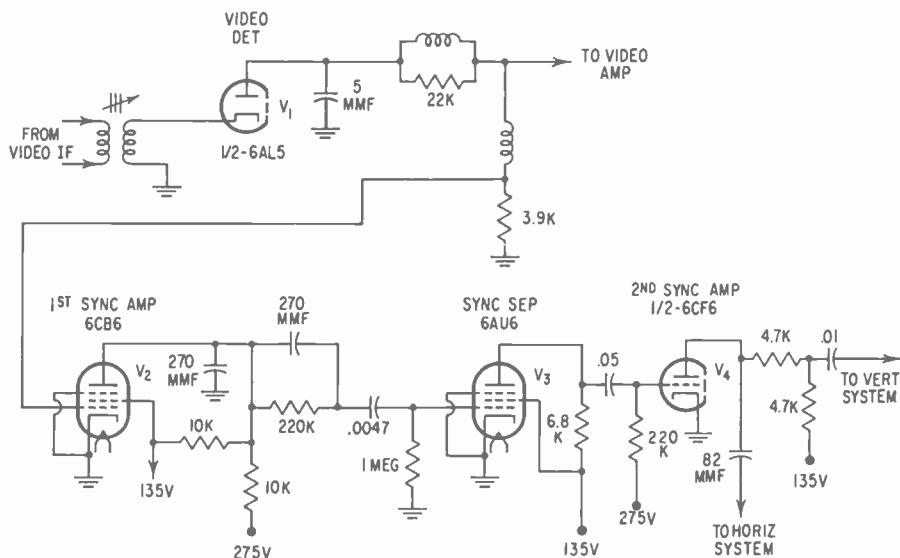 VIDEO
DET
TO VIDEO
AMP
5
MMF
22K
V1
FROM
VIDEO IF
1/2-6AL5
3.9K
1ST SYNC AMP
6CB6
270
MMF
SYNC SEP
6AU6
2ND SYNC AMP
1/2-6CF6
4.7K
.01
V2
270
MMF
V3
.05
V4
TO VERT
SYSTEM
10K
220K
.0047
6.8
K
4.7K
1 MEG
220
K
82
MMF
135V
10K
135V
275V
TO HORIZ
SYSTEM
275V
135V